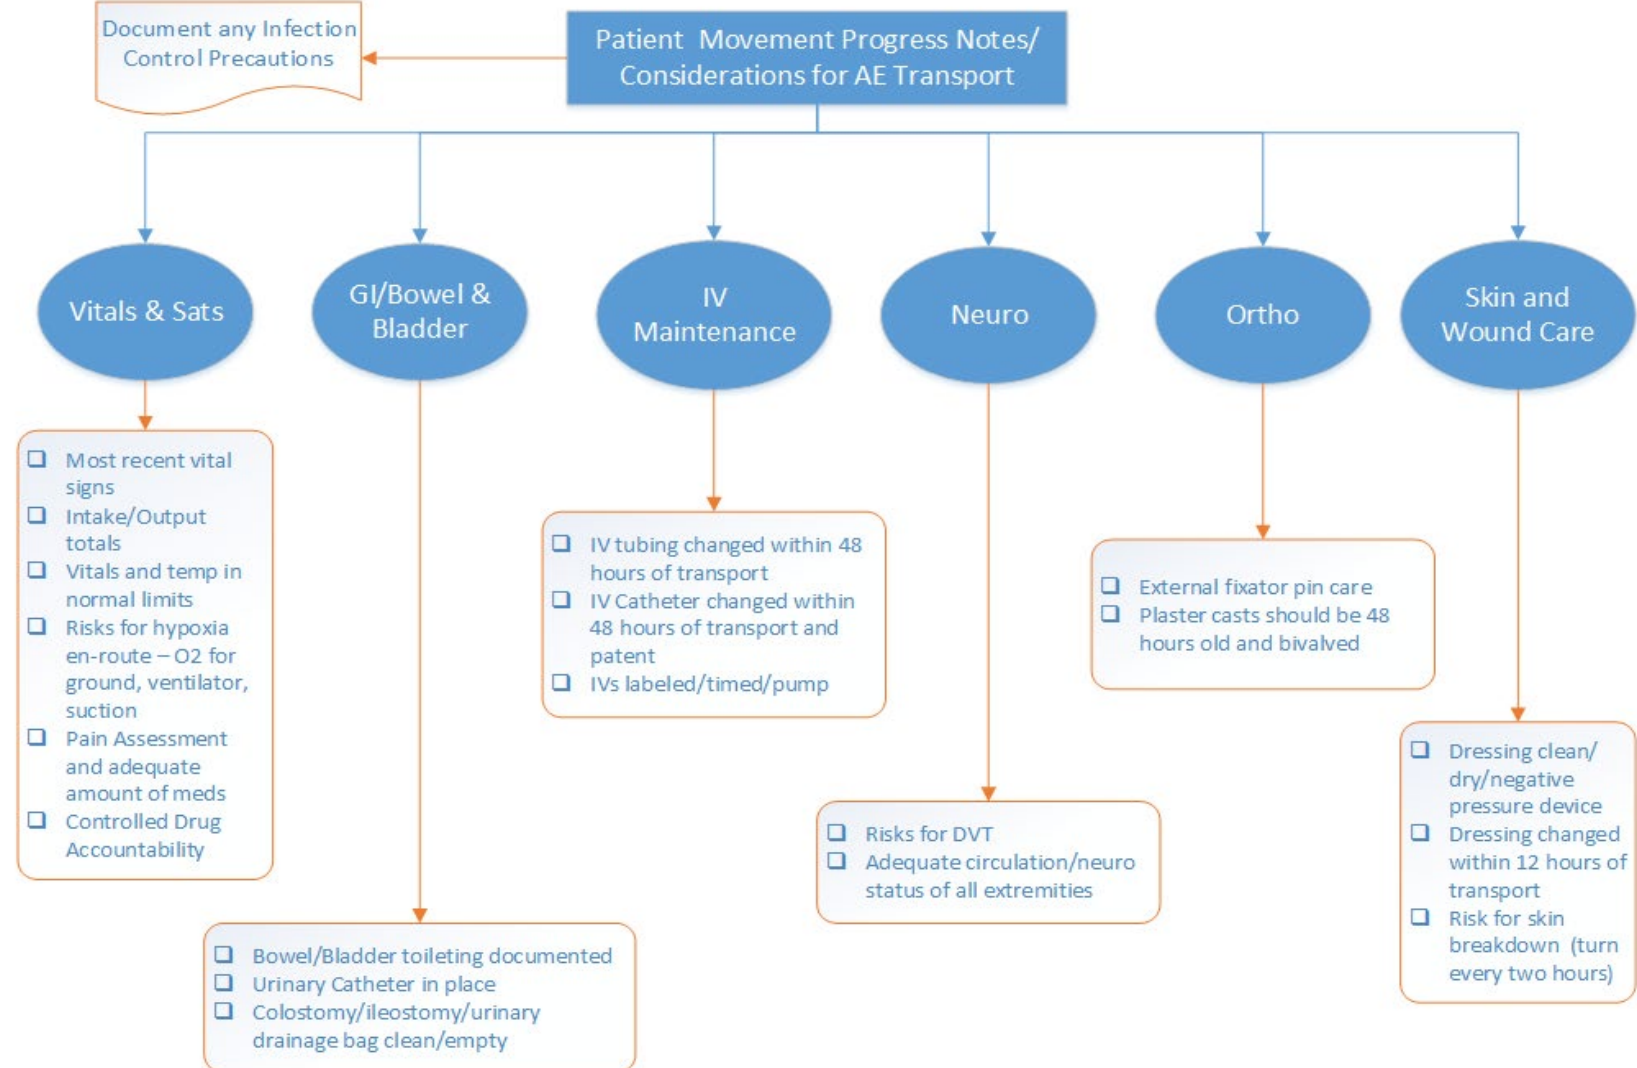 Document any Infection
Control Precautions
Patient Movement Progress Notes/
Considerations for AE Transport
Vitals & Sats
GI/Bowel &
Bladder
IV
Maintenance
Neuro
Ortho
Skin and
Wound Care
Most recent vital
signs
Intake/Output
totals
Vitals and temp in
normal limits
Risks for hypoxia
en-route – O2 for
ground, ventilator,
suction
Pain Assessment
and adequate
amount of meds
Controlled Drug
Accountability
Bowel/Bladder toileting documented
Urinary Catheter in place
Colostomy/ileostomy/urinary
drainage bag clean/empty
IV tubing changed within 48
hours of transport
IV Catheter changed within
48 hours of transport and
patent
IVs labeled/timed/pump
Risks for DVT
Adequate circulation/neuro
status of all extremities
External fixator pin care
Plaster casts should be 48
hours old and bivalved
Dressing clean/
dry/negative
pressure device
Dressing changed
within 12 hours of
transport
Risk for skin
breakdown (turn
every two hours)